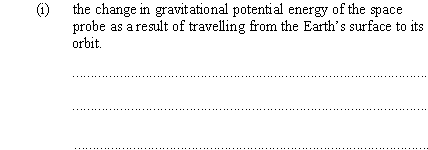 (i) the change in gravitational potential energy of the space
probe as a result of travelling from the Earth's surface to its
orbit.